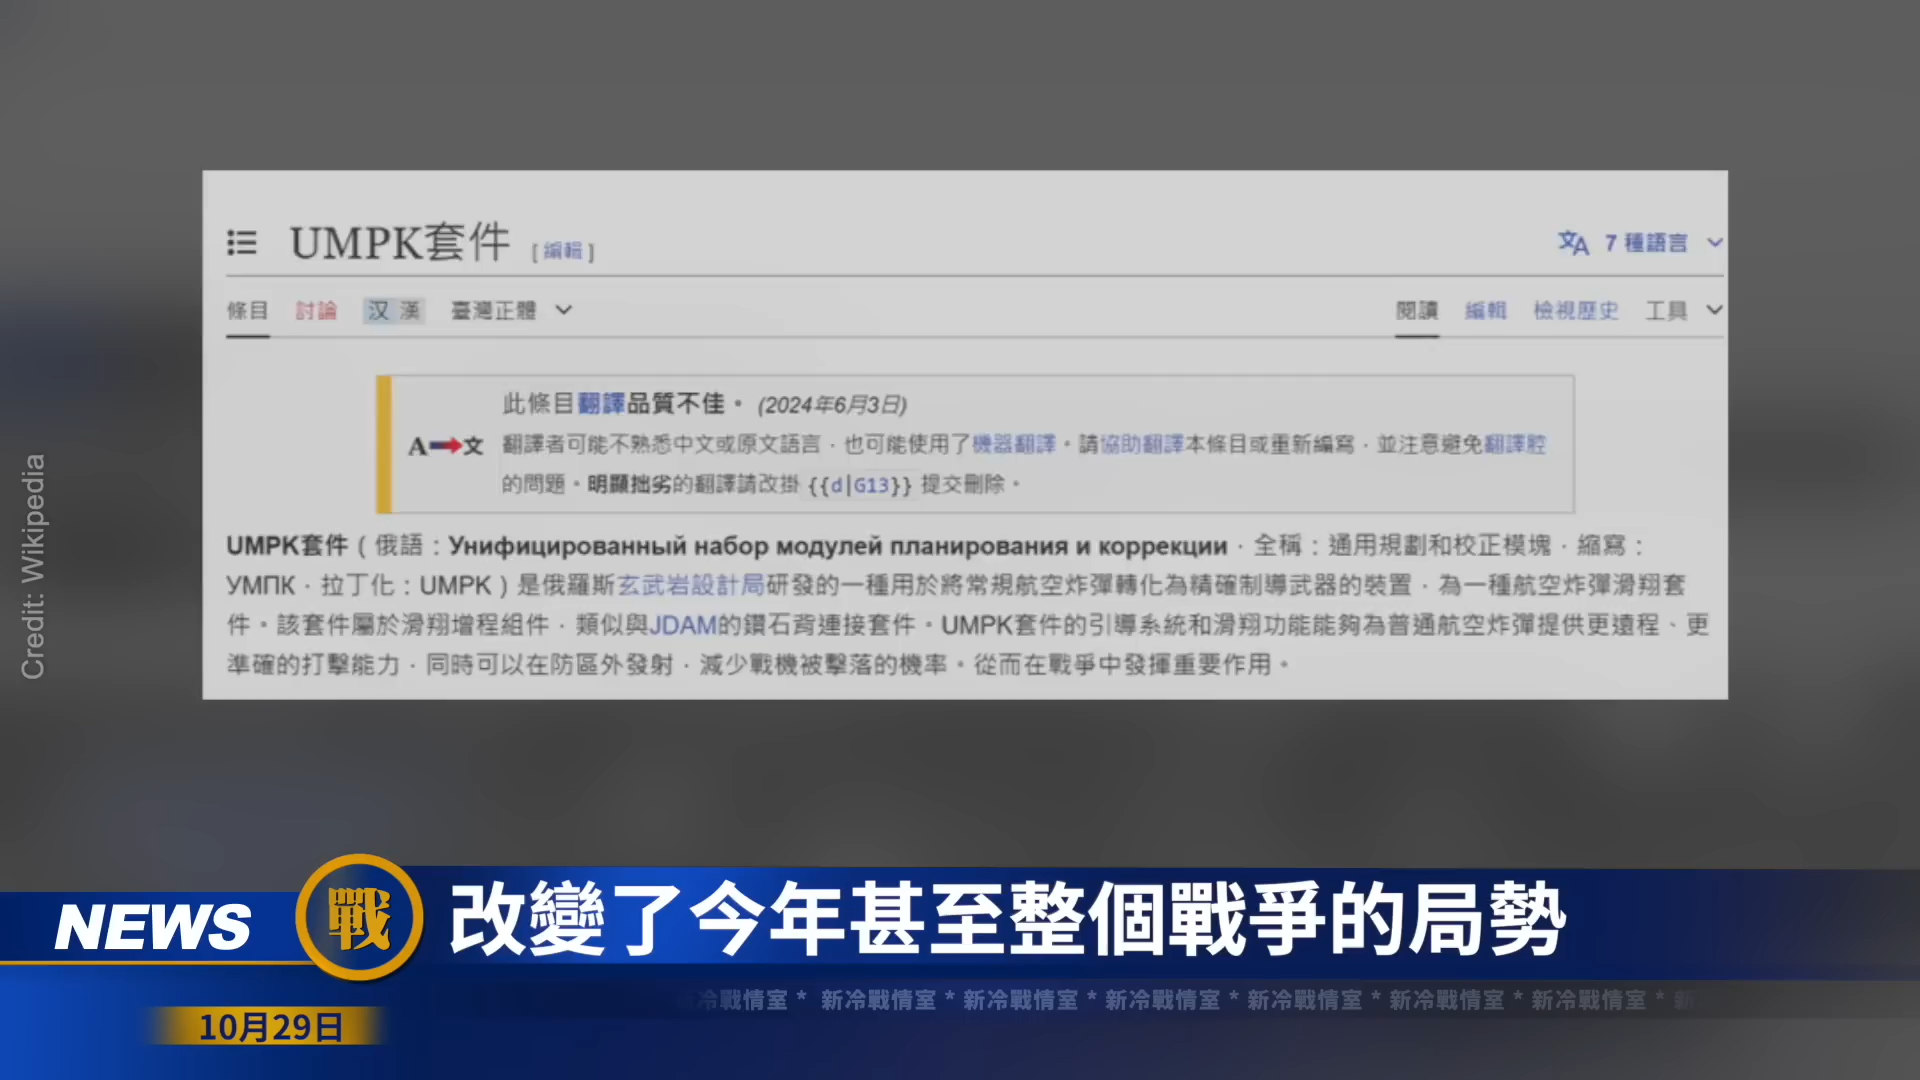 UMPK套件 [編輯]
7 種語言
條目 討論 汉 漢 臺灣正體
閱讀 編輯 檢視歷史 工具
此條目翻譯品質不佳。 (2024年6月3日)
A 文 翻譯者可能不熟悉中文或原文語言，也可能使用了機器翻譯。請協助翻譯本條目或重新編寫，並注意避免翻譯腔
的問題。明顯拙劣的翻譯請改掛 {{d|G13}} 提交刪除。
UMPK套件（俄語：Унифицированный набор модулей планирования и коррекции，全稱：通用規劃和校正模塊，縮寫：
УМПК，拉丁化：UMPK）是俄羅斯玄武岩設計局研發的一種用於將常規航空炸彈轉化為精確制導武器的裝置，為一種航空炸彈滑翔套
件。該套件屬於滑翔增程組件，類似與JDAM的鑽石背連接套件。UMPK套件的引導系統和滑翔功能能夠為普通航空炸彈提供更遠程、更
準確的打擊能力，同時可以在防區外發射，減少戰機被擊落的機率。從而在戰爭中發揮重要作用。
Credit: Wikipedia
NEWS 戰 改變了今年甚至整個戰爭的局勢
冷戰情室 * 新冷戰情室 * 新冷戰情室 * 新冷戰情室 * 新冷戰情室 * 新冷戰情室 * 新冷戰情室 * 新
10月29日